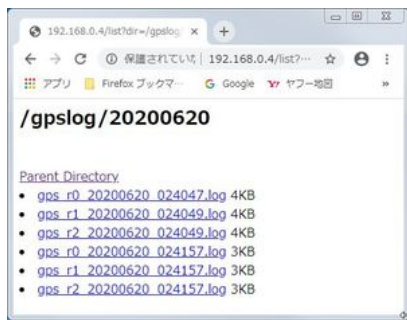 192.168.0.4/list?dir=/gpslog
保護されていな 192.168.0.4/list?…
アプリ Firefox ブックマ… Google ヤフー地図 »
/gpslog/20200620
Parent Directory
• gps_r0_20200620_024047.log 4KB
• gps_r1_20200620_024049.log 4KB
• gps_r2_20200620_024049.log 4KB
• gps_r0_20200620_024157.log 3KB
• gps_r1_20200620_024157.log 3KB
• gps_r2_20200620_024157.log 3KB